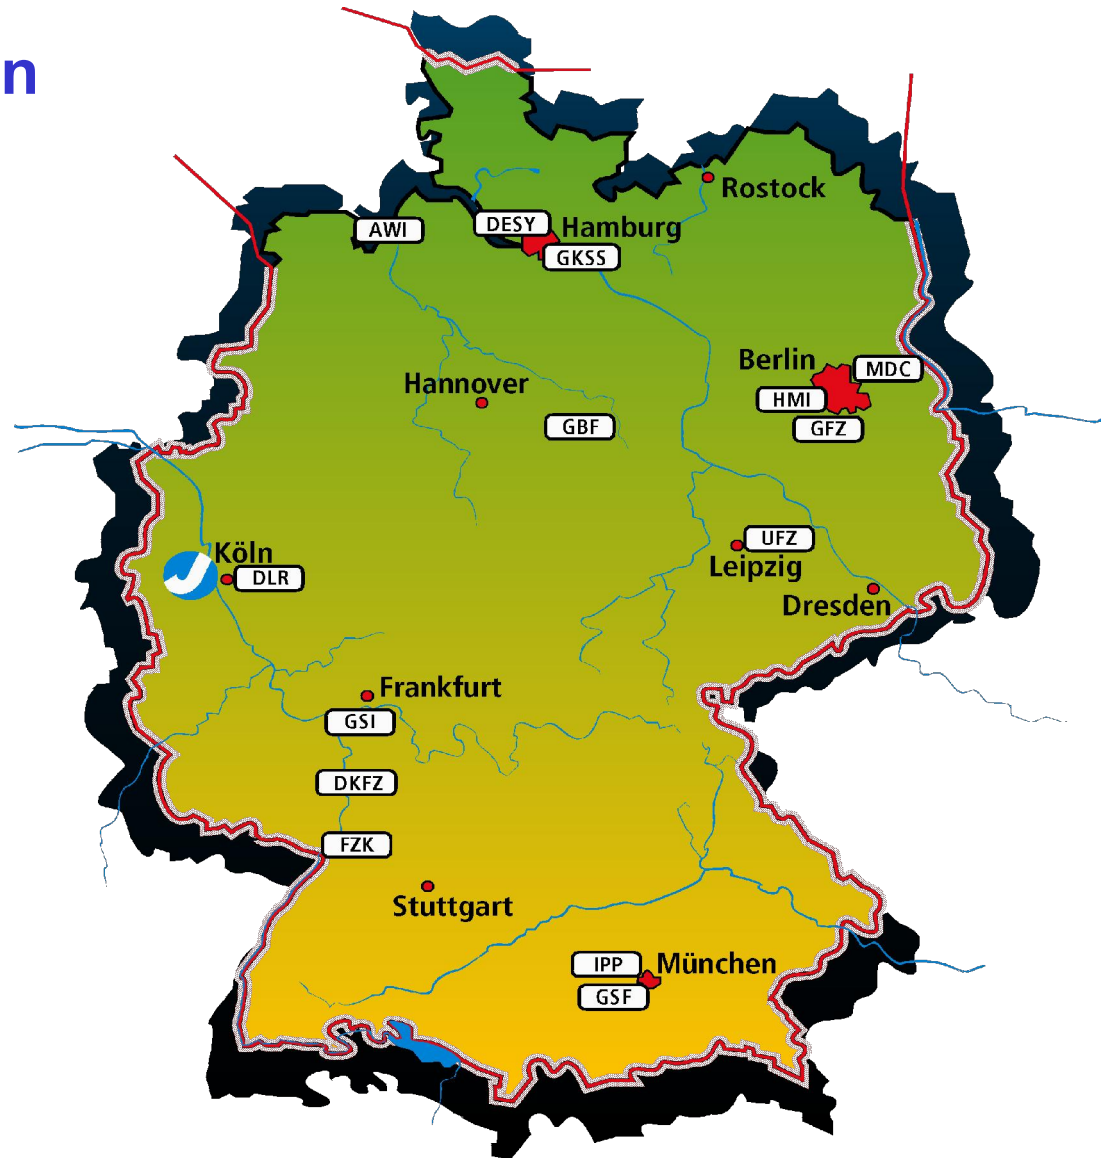 n
Rostock
AWI
DESY
Hamburg
GKSS
Berlin
MDC
Hannover
HMI
GBF
GFZ
UFZ
Köln
Leipzig
DLR
Dresden
Frankfurt
GSI
DKFZ
FZK
Stuttgart
IPP
München
GSF